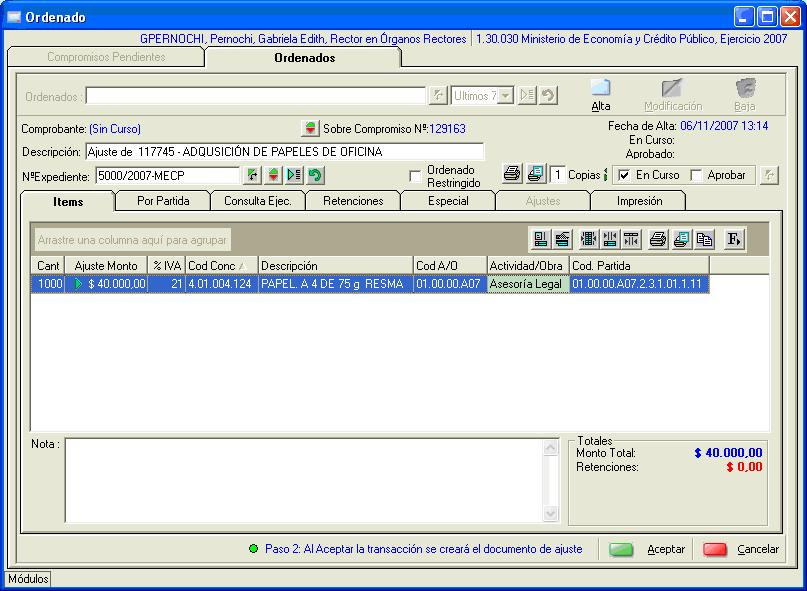 Ordenado
GPERNOCHI, Pernochi, Gabriela Edith, Rector en Órganos Rectores 1.30.030 Ministerio de Economía y Crédito Público, Ejercicio 2007
Compromisos Pendientes Ordenados
Ordenados : Ultimos 7 Alta Modificación Baja
Comprobante: (Sin Curso) Sobre Compromiso Nº:129163 Fecha de Alta: 06/11/2007 13:14
En Curso:
Descripción: Ajuste de 117745 - ADQUSICIÓN DE PAPELES DE OFICINA Aprobado:
NºExpediente: 5000/2007-MECP Ordenado Restringido 1 Copias En Curso Aprobar
Items Por Partida Consulta Ejec. Retenciones Especial Ajustes Impresión
Arrastre una columna aquí para agrupar F
Cant Ajuste Monto % IVA Cod Conc Descripción Cod A/O Actividad/Obra Cod. Partida
1000 $ 40.000,00 21 4.01.004.124 PAPEL. A 4 DE 75 g RESMA 01.00.00.A07 Asesoría Legal 01.00.00.A07.2.3.1.01.1.11
Nota : Totales
Monto Total: $ 40.000,00
Retenciones: $ 0,00
Paso 2: Al Aceptar la transacción se creará el documento de ajuste Aceptar Cancelar
Módulos